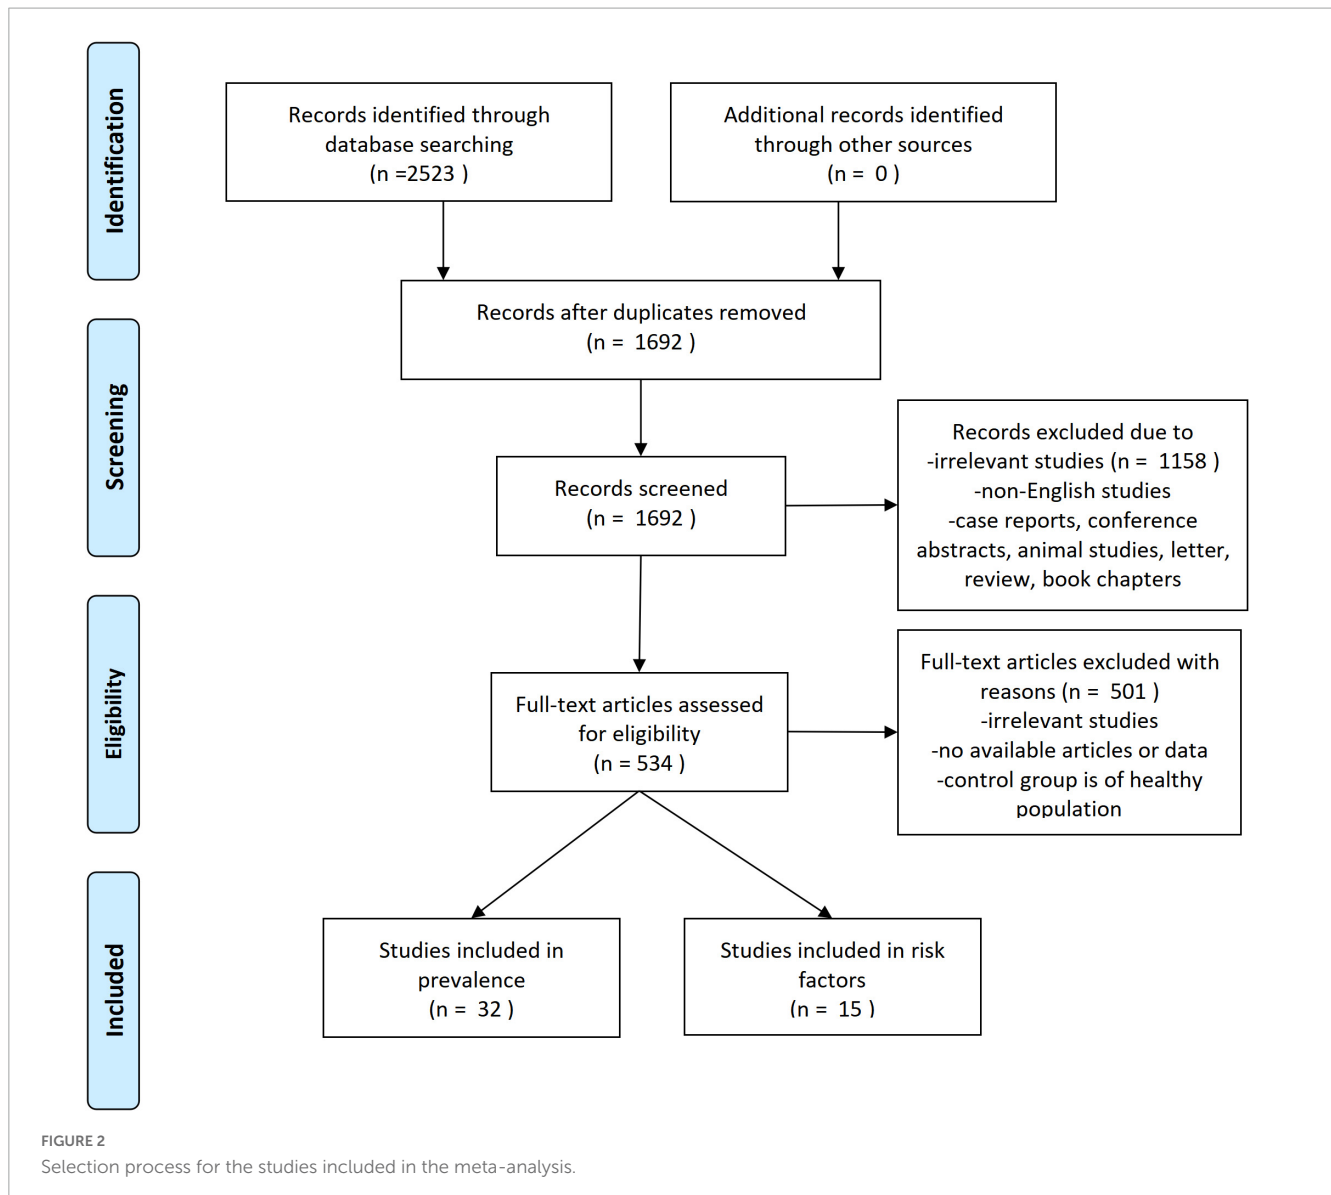 Identification
Records identified through
database searching
(n =2523 )
Additional records identified
through other sources
(n = 0 )
Records after duplicates removed
(n = 1692 )
Screening
Records screened
(n = 1692 )
Records excluded due to
-irrelevant studies (n = 1158 )
-non-English studies
-case reports, conference
abstracts, animal studies, letter,
review, book chapters
Eligibility
Full-text articles assessed
for eligibility
(n = 534 )
Full-text articles excluded with
reasons (n = 501 )
-irrelevant studies
-no available articles or data
-control group is of healthy
population
Included
Studies included in
prevalence
(n = 32 )
Studies included in risk
factors
(n = 15 )
FIGURE 2
Selection process for the studies included in the meta-analysis.